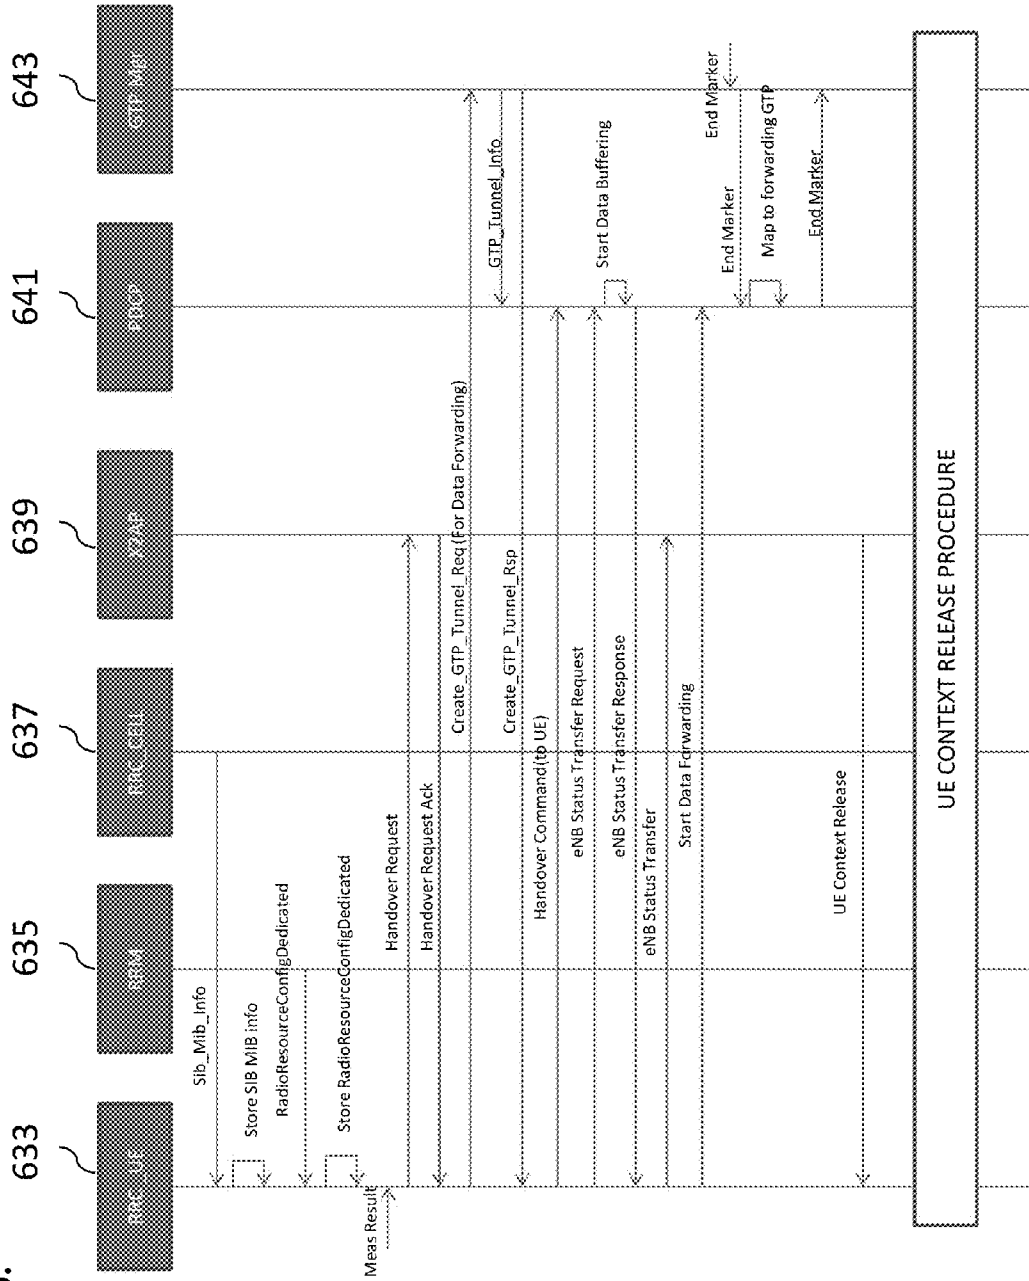 633
635
637
639
641
643
RRC_UE
RRM
RRC_CELL
X2AP
PDCP
Sib_Mib_Info
Store SIB MIB info
RadioResourceConfigDedicated
Store RadioResourceConfigDedicated
Meas Result
Handover Request
Handover Request Ack
Create_GTP_Tunnel_Req(For Data Forwarding)
GTP_Tunnel_Info
Create_GTP_Tunnel_Rsp
Handover Command(to UE)
eNB Status Transfer Request
Start Data Buffering
eNB Status Transfer Response
eNB Status Transfer
Start Data Forwarding
End Marker
End Marker
Map to forwarding GTP
End Marker
UE Context Release
UE CONTEXT RELEASE PROCEDURE